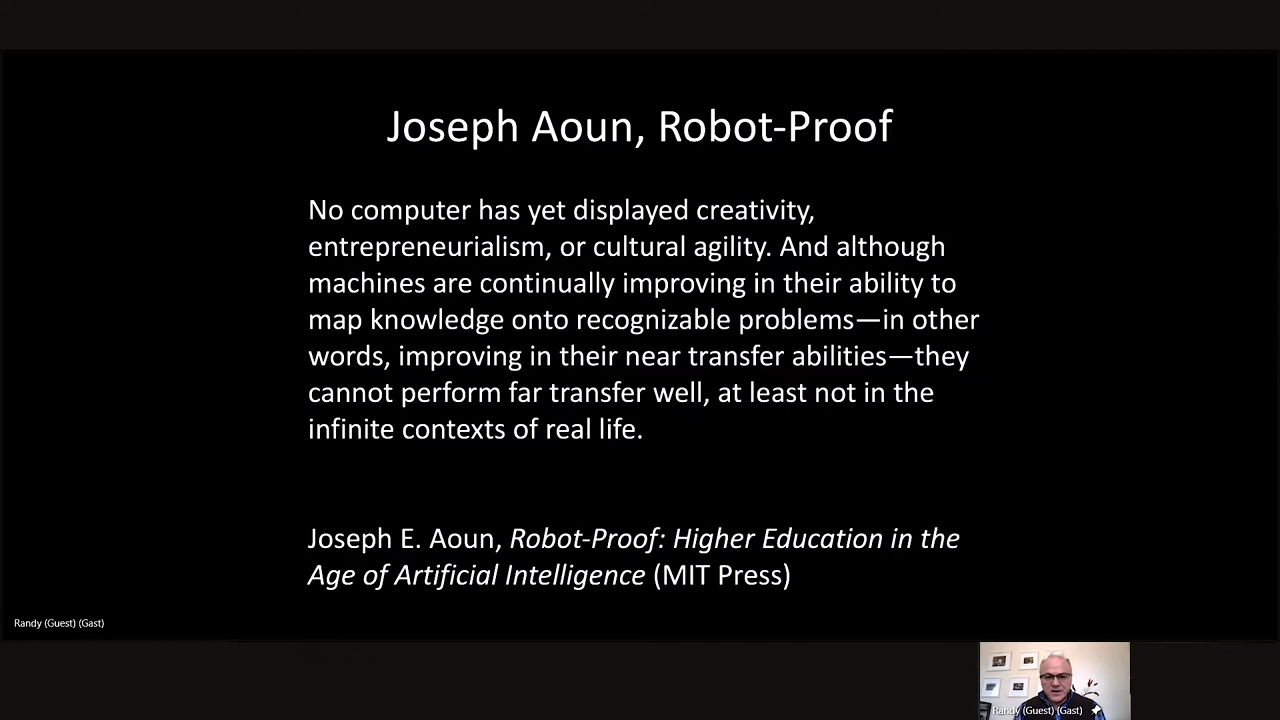 Joseph Aoun, Robot-Proof
No computer has yet displayed creativity,
entrepreneurialism, or cultural agility. And although
machines are continually improving in their ability to
map knowledge onto recognizable problems—in other
words, improving in their near transfer abilities—they
cannot perform far transfer well, at least not in the
infinite contexts of real life.
Joseph E. Aoun, Robot-Proof: Higher Education in the
Age of Artificial Intelligence (MIT Press)
Randy (Guest) (Gast)
Randy (Guest) (Gast)